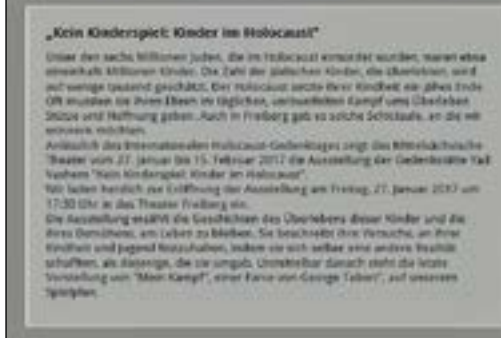 „Kein Kinderspiel: Kinder im Holocaust"
Unter den sechs Millionen Juden, die im Holocaust ermordet wurden, waren etwa
eineinhalb Millionen Kinder. Die Zahl der jüdischen Kinder, die überlebten, wird
auf wenige tausend geschätzt. Der Holocaust setzte ihrer Kindheit ein jähes Ende.
Oft mussten sie ihren Eltern im täglichen, verzweifelten Kampf ums Überleben
Stütze und Hoffnung geben. Auch in Freiberg gab es solche Schicksale, an die wir
erinnern möchten.
Anlässlich des Internationalen Holocaust-Gedenktages zeigt das Mittelsächsische
Theater vom 27. Januar bis 15. Februar 2017 die Ausstellung der Gedenkstätte Yad
Vashem "Kein Kinderspiel: Kinder im Holocaust".
Wir laden herzlich zur Eröffnung der Ausstellung am Freitag, 27. Januar 2017 um
17:30 Uhr in das Theater Freiberg ein.
Die Ausstellung erzählt die Geschichten des Überlebens dieser Kinder und die
ihres Bemühens, am Leben zu bleiben. Sie beschreibt ihre Versuche, an ihrer
Kindheit und Jugend festzuhalten, indem sie sich selber eine andere Realität
schufften, als diejenige, die sie umgab. Unmittelbar danach steht die letzte
Vorstellung von "Mein Kampf", einer Farce von George Tabori", auf unserem
Spielplan.